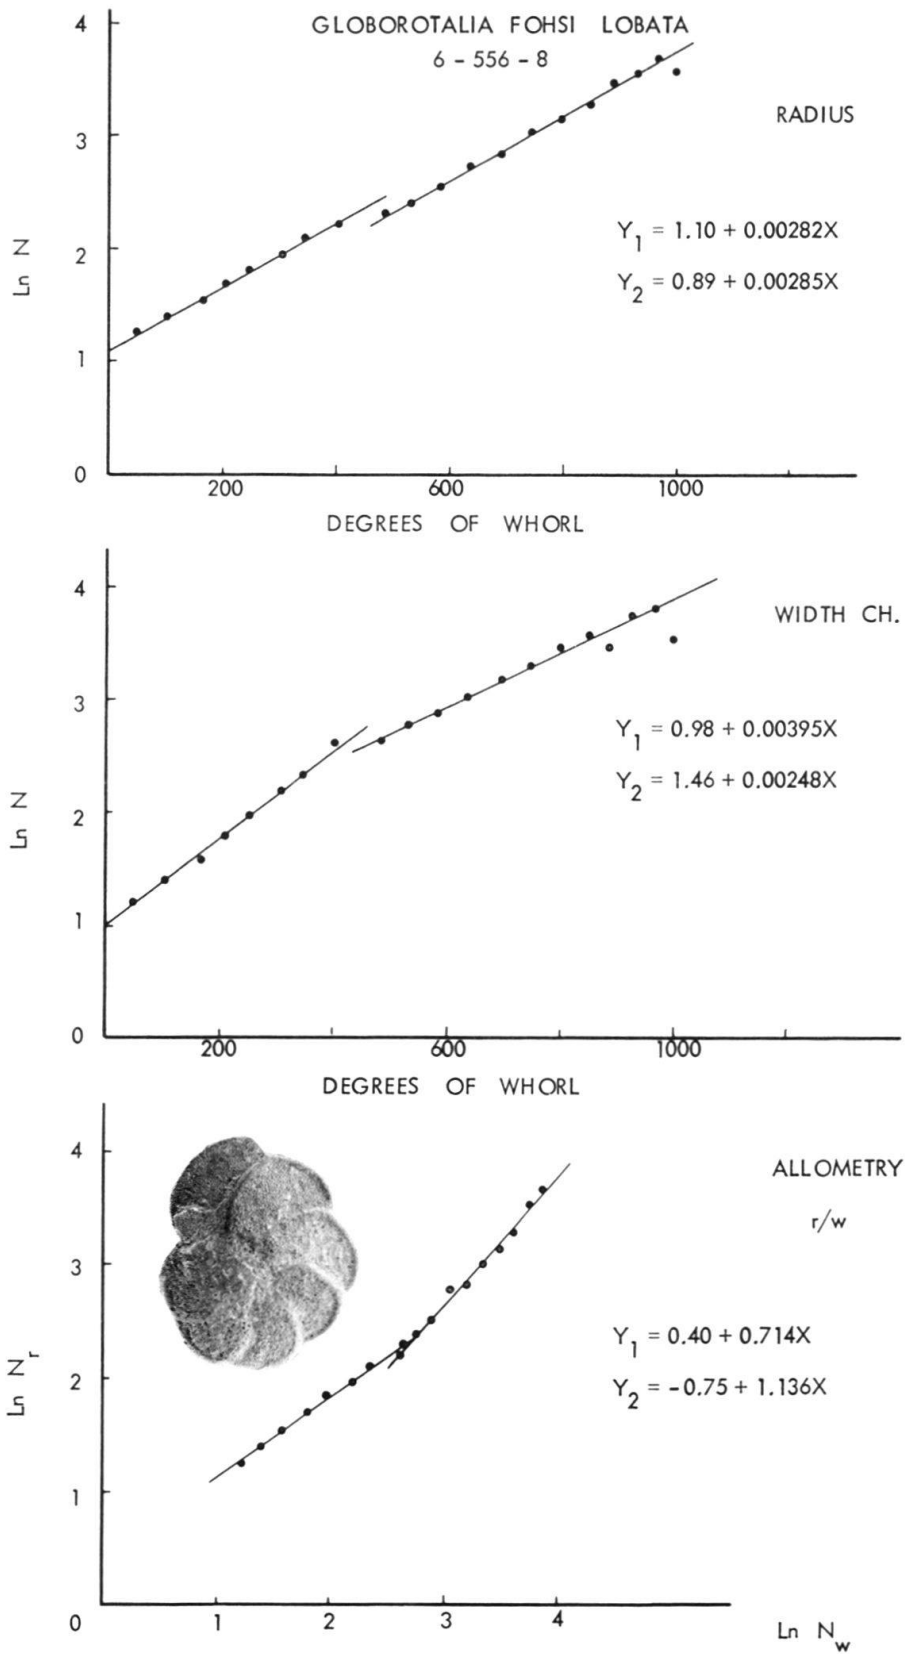 GLOBOROTALIA FOHSI LOBATA
6 - 556 - 8
4
3
2
1
0
Ln N
RADIUS
Y1 = 1.10 + 0.00282X
Y2 = 0.89 + 0.00285X
200 600 1000
DEGREES OF WHORL
4
3
2
1
0
Ln N
WIDTH CH.
Y1 = 0.98 + 0.00395X
Y2 = 1.46 + 0.00248X
200 600 1000
DEGREES OF WHORL
4
3
2
1
0
Ln Nr
ALLOMETRY
r/w
Y1 = 0.40 + 0.714X
Y2 = -0.75 + 1.136X
1 2 3 4
Ln Nw